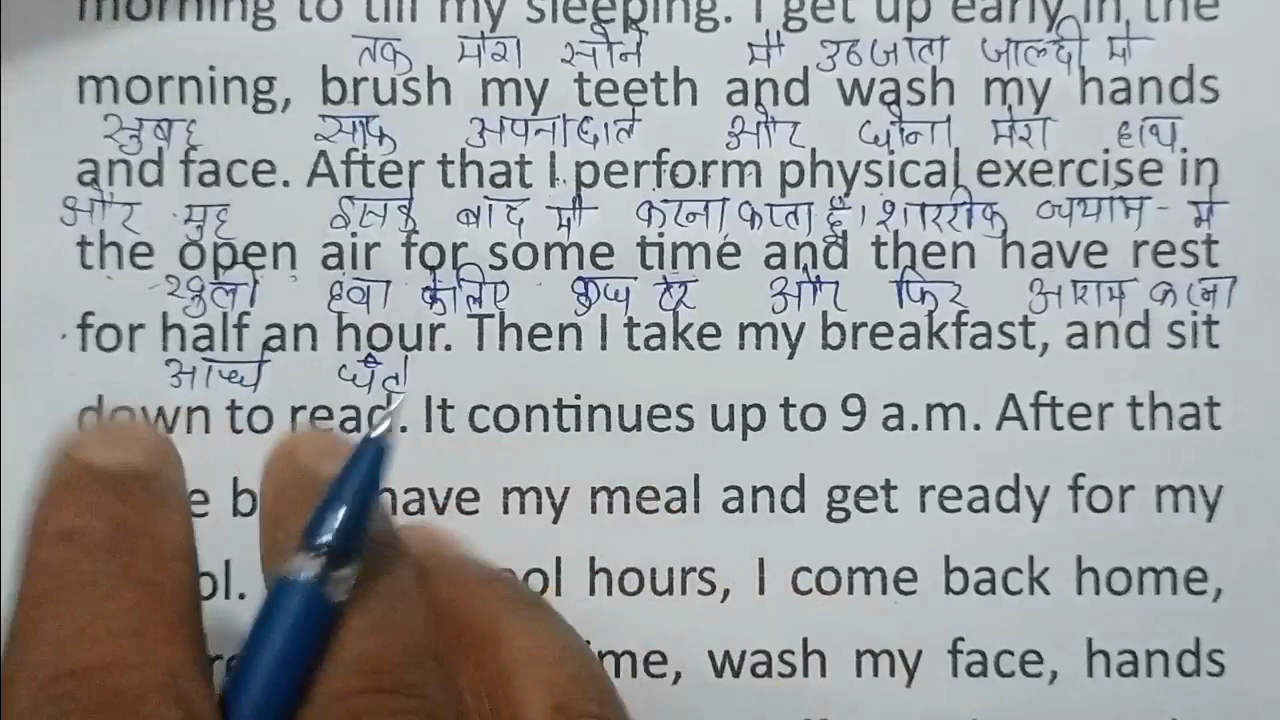 morning to till my sleeping. I get up early in the
तक मेरा सोने मैं उठजाता जाल्दी मे
morning, brush my teeth and wash my hands
सुबह साफ अपनादाते और धोना मेरा हाथ
and face. After that I perform physical exercise in
और मुह इसके बाद मैं करना, करता हूँ। शाररीक व्यायाम - मे
the open air for some time and then have rest
खुली हवा के लिए कुछ देर और फिर आराम करना
for half an hour. Then I take my breakfast, and sit
आधा घंटा
down to read. It continues up to 9 a.m. After that
have my meal and get ready for my
hours, I come back home,
wash my face, hands